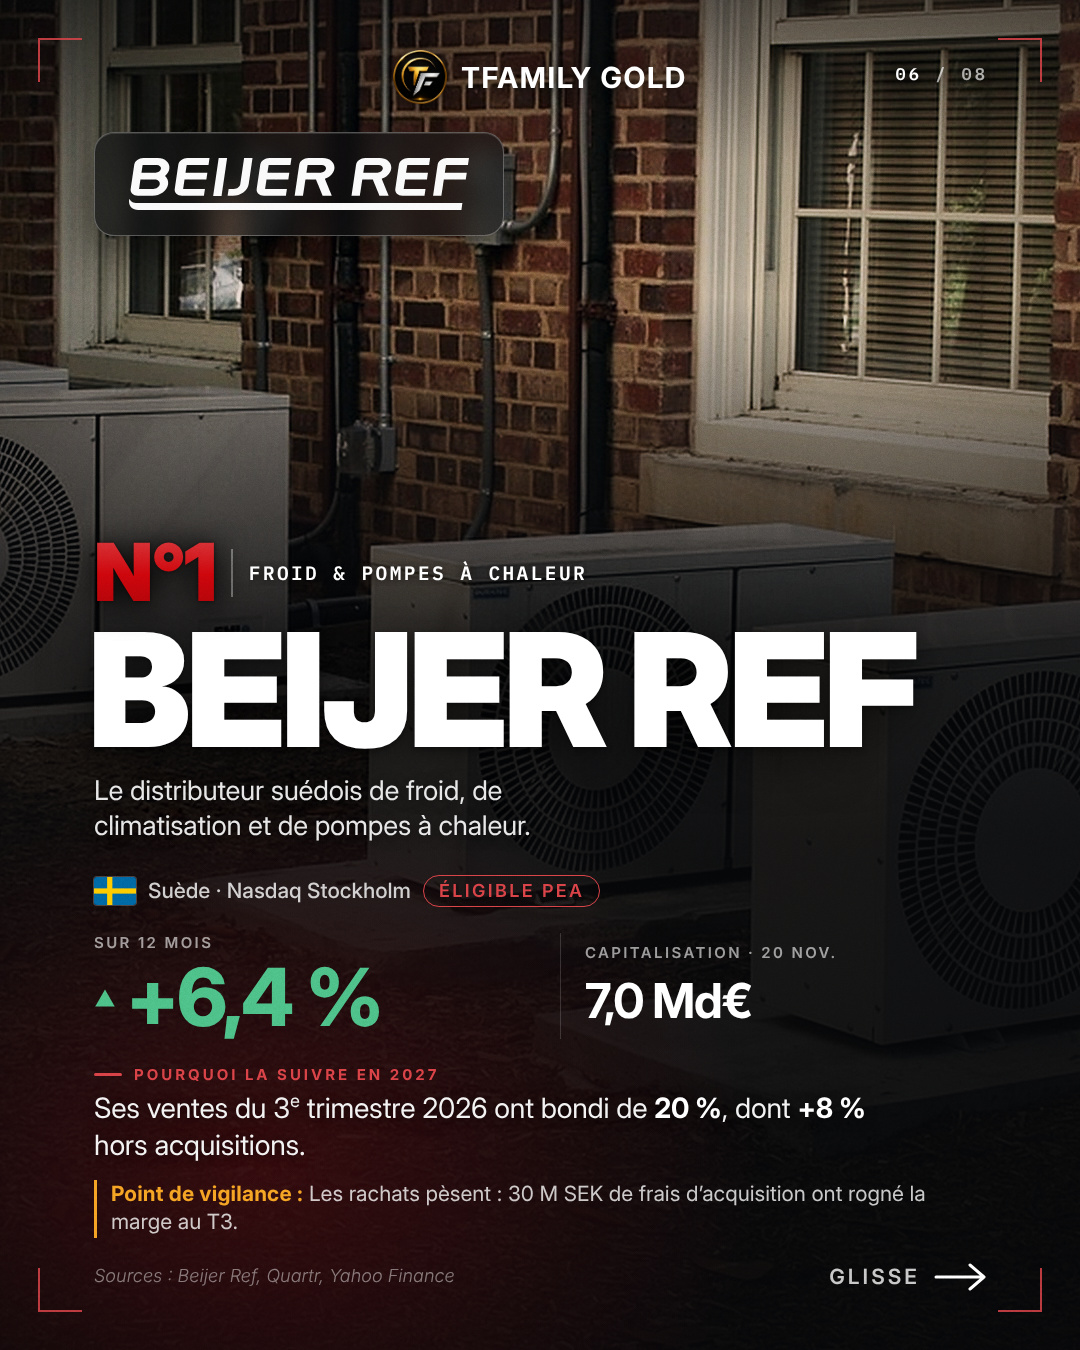 TFAMILY GOLD
06 / 08
BEIJER REF
N°1
FROID & POMPES À CHALEUR
BEIJER REF
Le distributeur suédois de froid, de
climatisation et de pompes à chaleur.
Suède · Nasdaq Stockholm
ÉLIGIBLE PEA
SUR 12 MOIS
+6,4 %
CAPITALISATION · 20 NOV.
7,0 Md€
POURQUOI LA SUIVRE EN 2027
Ses ventes du 3e trimestre 2026 ont bondi de 20 %, dont +8 %
hors acquisitions.
Point de vigilance : Les rachats pèsent : 30 M SEK de frais d’acquisition ont rogné la
marge au T3.
Sources : Beijer Ref, Quartr, Yahoo Finance
GLISSE